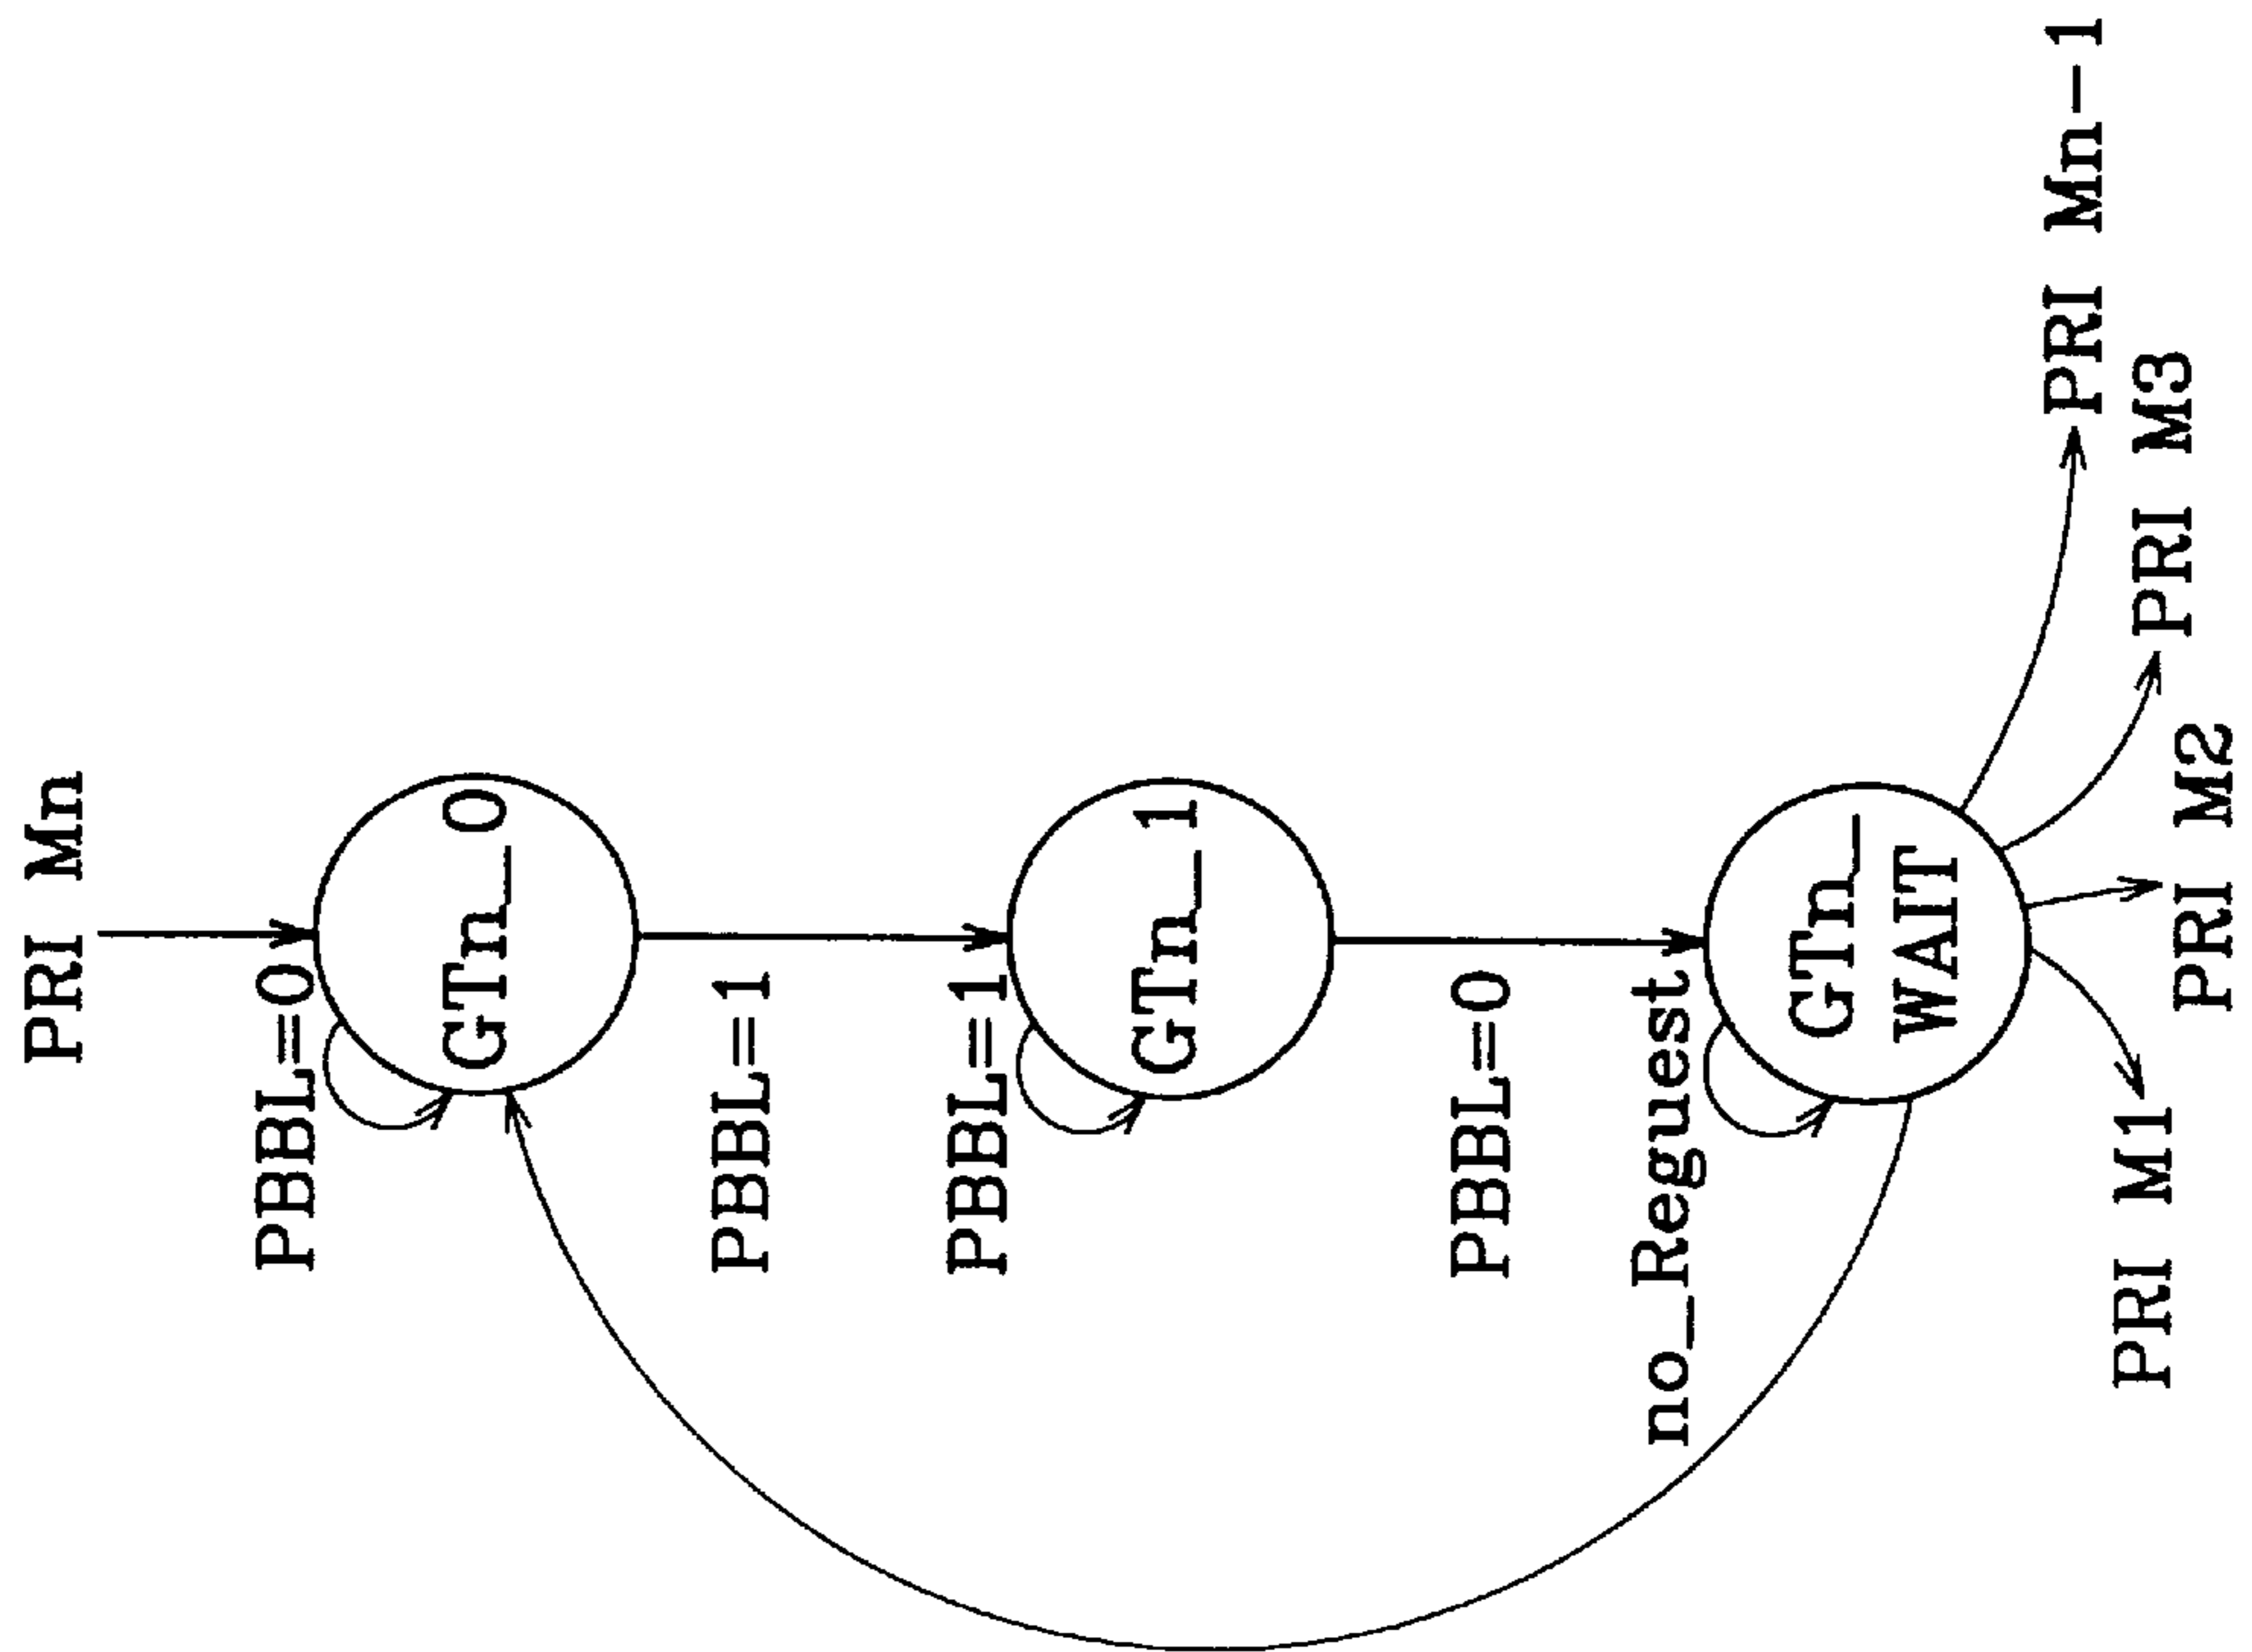 PRI Mn
PBBL=0
GTn_0
PBBL=1
PBBL=1
GTn_1
PBBL=0
no_Reguest
GTn_
WAIT
PRI Mn-1
PRI M3
PRI M2
PRI M1